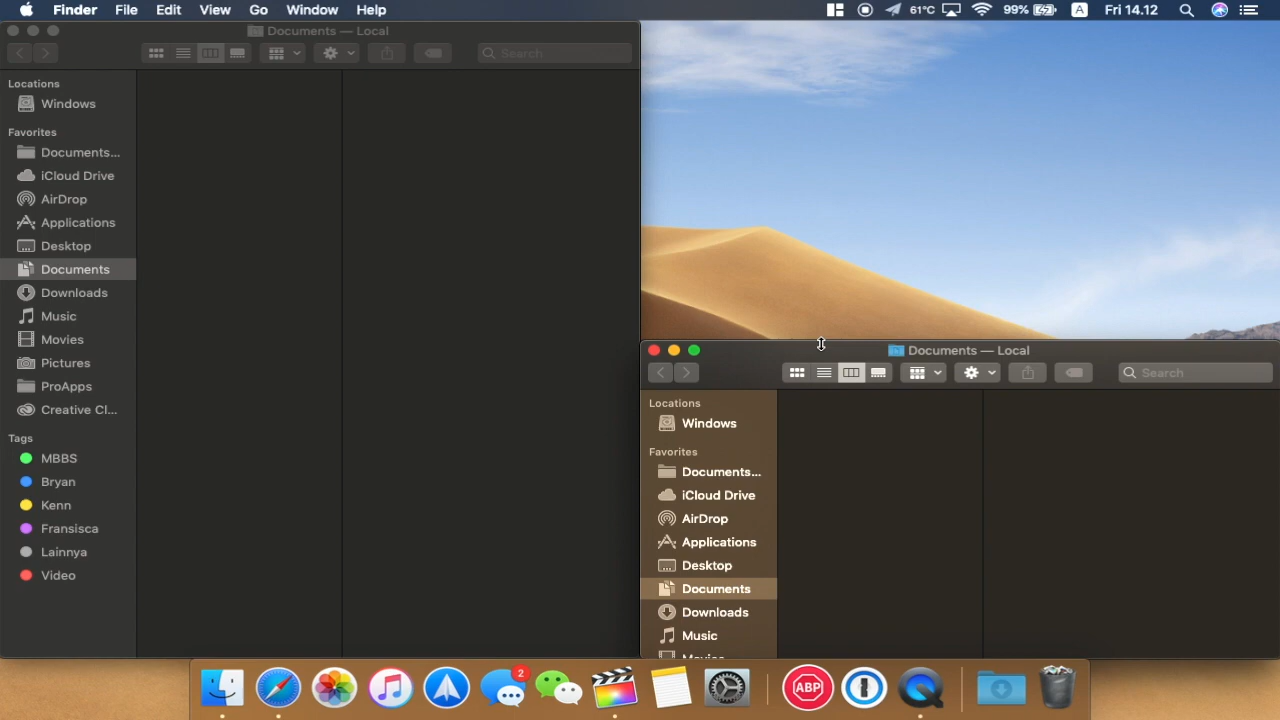 Finder File Edit View Go Window Help 61°C 99% A Fri 14.12
Documents — Local
Search
Locations
Windows
Favorites
Documents...
iCloud Drive
AirDrop
Applications
Desktop
Documents
Downloads
Music
Movies
Pictures
ProApps
Creative Cl...
Tags
MBBS
Bryan
Kenn
Fransisca
Lainnya
Video
Documents — Local
Search
Locations
Windows
Favorites
Documents...
iCloud Drive
AirDrop
Applications
Desktop
Documents
Downloads
Music
Movies
2
ABP